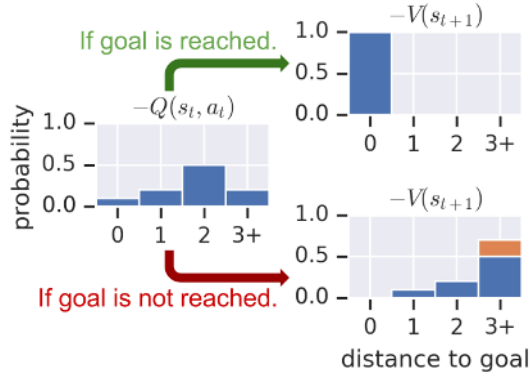 If goal is reached.
−V(s_{t+1})
1.0
0.5
0.0
0 1 2 3+
−Q(s_t, a_t)
probability
1.0
0.5
0.0
0 1 2 3+
If goal is not reached.
−V(s_{t+1})
1.0
0.5
0.0
0 1 2 3+
distance to goal